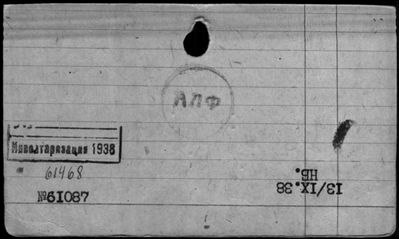 АЛФ
Инвентаризация 1938
61468
№61087
13/IX.38
НБ.